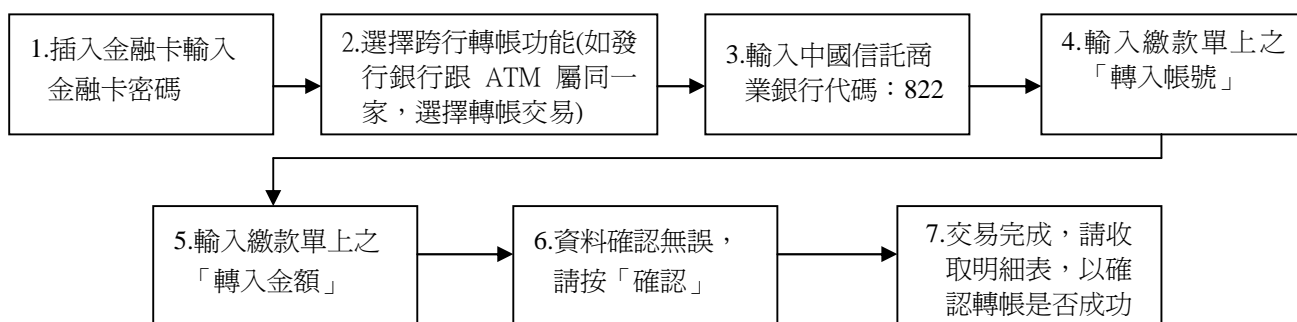 1.插入金融卡輸入
金融卡密碼
2.選擇跨行轉帳功能(如發
行銀行跟 ATM 屬同一
家，選擇轉帳交易)
3.輸入中國信託商
業銀行代碼：822
4.輸入繳款單上之
「轉入帳號」
5.輸入繳款單上之
「轉入金額」
6.資料確認無誤，
請按「確認」
7.交易完成，請收
取明細表，以確
認轉帳是否成功